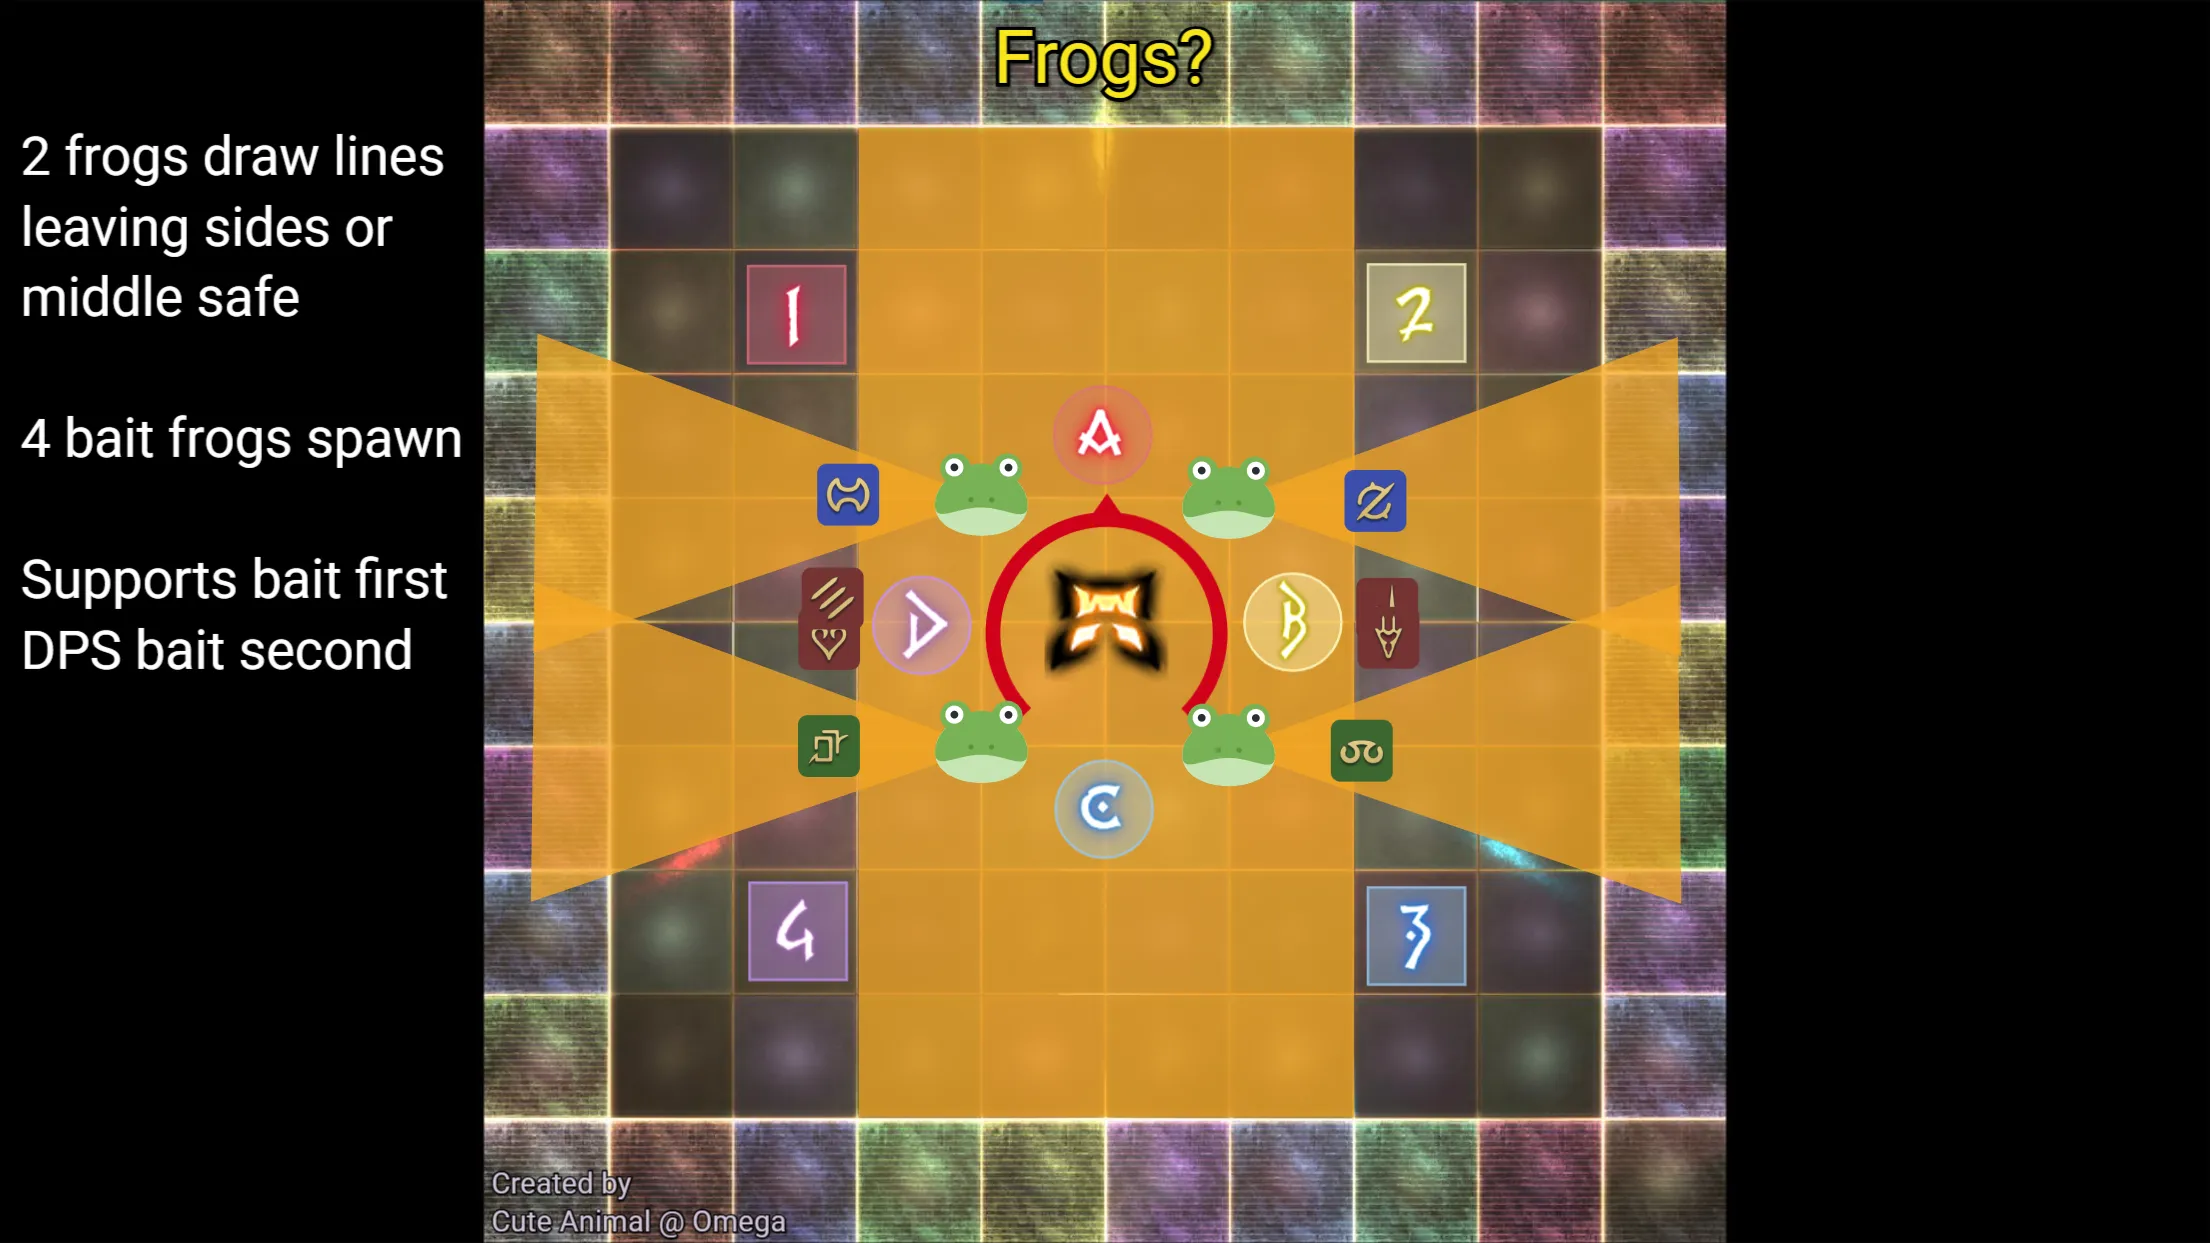 Frogs?
2 frogs draw lines
leaving sides or
middle safe
4 bait frogs spawn
Supports bait first
DPS bait second
1
2
A
D
B
C
4
3
Created by
Cute Animal @ Omega